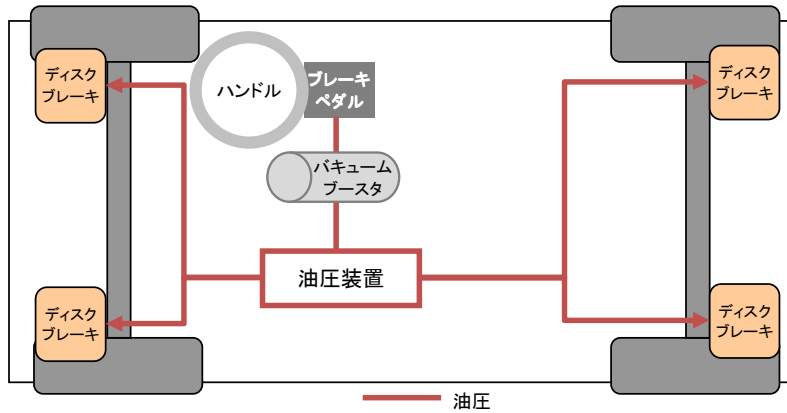 ディスク
ブレーキ
ハンドル
ブレーキ
ペダル
ディスク
ブレーキ
バキューム
ブースタ
油圧装置
ディスク
ブレーキ
ディスク
ブレーキ
油圧